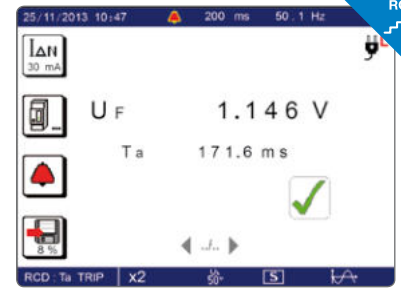 25/11/2013 10:47 200 ms 50.1 Hz
RC
IΔN
30 mA
UF 1.146 V
Ta 171.6 ms
8 %
../..
RCD : Ta TRIP x2 S